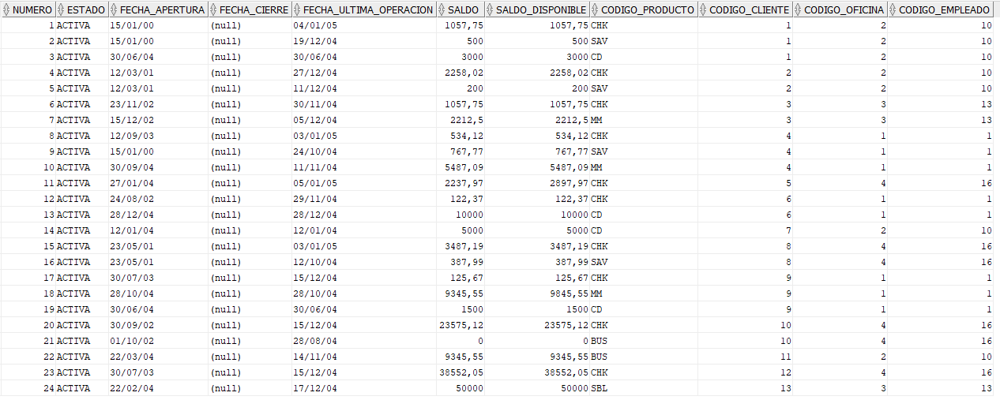 NUMERO ESTADO FECHA_APERTURA FECHA_CIERRE FECHA_ULTIMA_OPERACION SALDO SALDO_DISPONIBLE CODIGO_PRODUCTO CODIGO_CLIENTE CODIGO_OFICINA CODIGO_EMPLEADO
1 ACTIVA 15/01/00 (null) 04/01/05 1057,75 1057,75 CHK 1 2 10
2 ACTIVA 15/01/00 (null) 19/12/04 500 500 SAV 1 2 10
3 ACTIVA 30/06/04 (null) 30/06/04 3000 3000 CD 1 2 10
4 ACTIVA 12/03/01 (null) 27/12/04 2258,02 2258,02 CHK 2 2 10
5 ACTIVA 12/03/01 (null) 11/12/04 200 200 SAV 2 2 10
6 ACTIVA 23/11/02 (null) 30/11/04 1057,75 1057,75 CHK 3 3 13
7 ACTIVA 15/12/02 (null) 05/12/04 2212,5 2212,5 MM 3 3 13
8 ACTIVA 12/09/03 (null) 03/01/05 534,12 534,12 CHK 4 1 1
9 ACTIVA 15/01/00 (null) 24/10/04 767,77 767,77 SAV 4 1 1
10 ACTIVA 30/09/04 (null) 11/11/04 5487,09 5487,09 MM 4 1 1
11 ACTIVA 27/01/04 (null) 05/01/05 2237,97 2897,97 CHK 5 4 16
12 ACTIVA 24/08/02 (null) 29/11/04 122,37 122,37 CHK 6 1 1
13 ACTIVA 28/12/04 (null) 28/12/04 10000 10000 CD 6 1 1
14 ACTIVA 12/01/04 (null) 12/01/04 5000 5000 CD 7 2 10
15 ACTIVA 23/05/01 (null) 03/01/05 3487,19 3487,19 CHK 8 4 16
16 ACTIVA 23/05/01 (null) 12/10/04 387,99 387,99 SAV 8 4 16
17 ACTIVA 30/07/03 (null) 15/12/04 125,67 125,67 CHK 9 1 1
18 ACTIVA 28/10/04 (null) 28/10/04 9345,55 9845,55 MM 9 1 1
19 ACTIVA 30/06/04 (null) 30/06/04 1500 1500 CD 9 1 1
20 ACTIVA 30/09/02 (null) 15/12/04 23575,12 23575,12 CHK 10 4 16
21 ACTIVA 01/10/02 (null) 28/08/04 0 0 BUS 10 4 16
22 ACTIVA 22/03/04 (null) 14/11/04 9345,55 9345,55 BUS 11 2 10
23 ACTIVA 30/07/03 (null) 15/12/04 38552,05 38552,05 CHK 12 4 16
24 ACTIVA 22/02/04 (null) 17/12/04 50000 50000 SBL 13 3 13